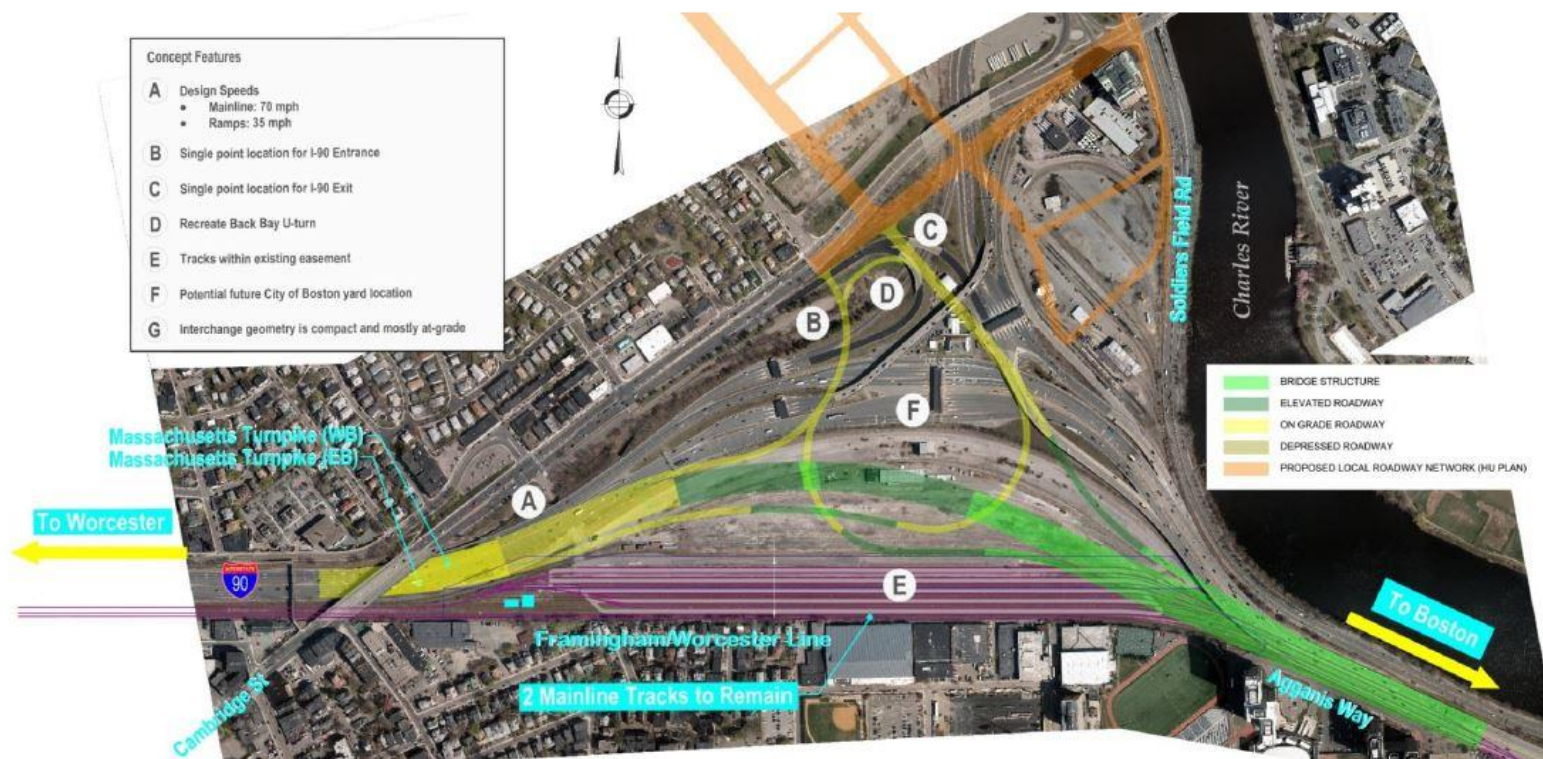 Concept Features
A Design Speeds
• Mainline: 70 mph
• Ramps: 35 mph
B Single point location for I-90 Entrance
C Single point location for I-90 Exit
D Recreate Back Bay U-turn
E Tracks within existing easement
F Potential future City of Boston yard location
G Interchange geometry is compact and mostly at-grade
C
D
B
Soldiers Field Rd
Charles River
BRIDGE STRUCTURE
ELEVATED ROADWAY
ON GRADE ROADWAY
DEPRESSED ROADWAY
PROPOSED LOCAL ROADWAY NETWORK (HU PLAN)
F
Massachusetts Turnpike (WB)
Massachusetts Turnpike (EB)
A
To Worcester
INTERSTATE
90
E
To Boston
Framingham/Worcester Line
2 Mainline Tracks to Remain
Agganis Way
Cambridge St